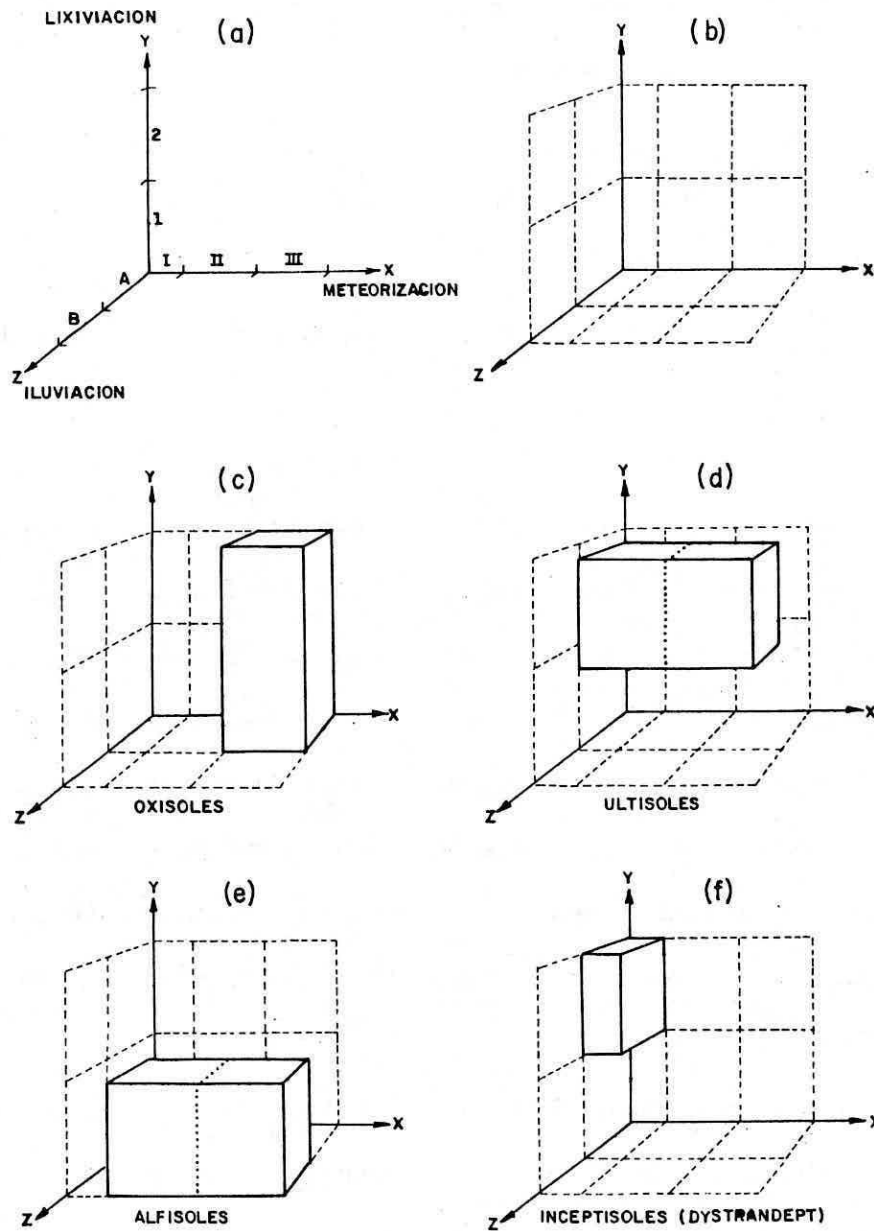 LIXIVIACION
(a)
Y
2
1
I II III
X
METEORIZACION
A
B
Z
ILUVIACION
(b)
Y
X
Z
(c)
Y
X
Z
OXISOLES
(d)
Y
X
Z
ULTISOLES
(e)
Y
X
Z
ALFISOLES
(f)
Y
X
Z
INCEPTISOLES (DYSTRANDEPT)